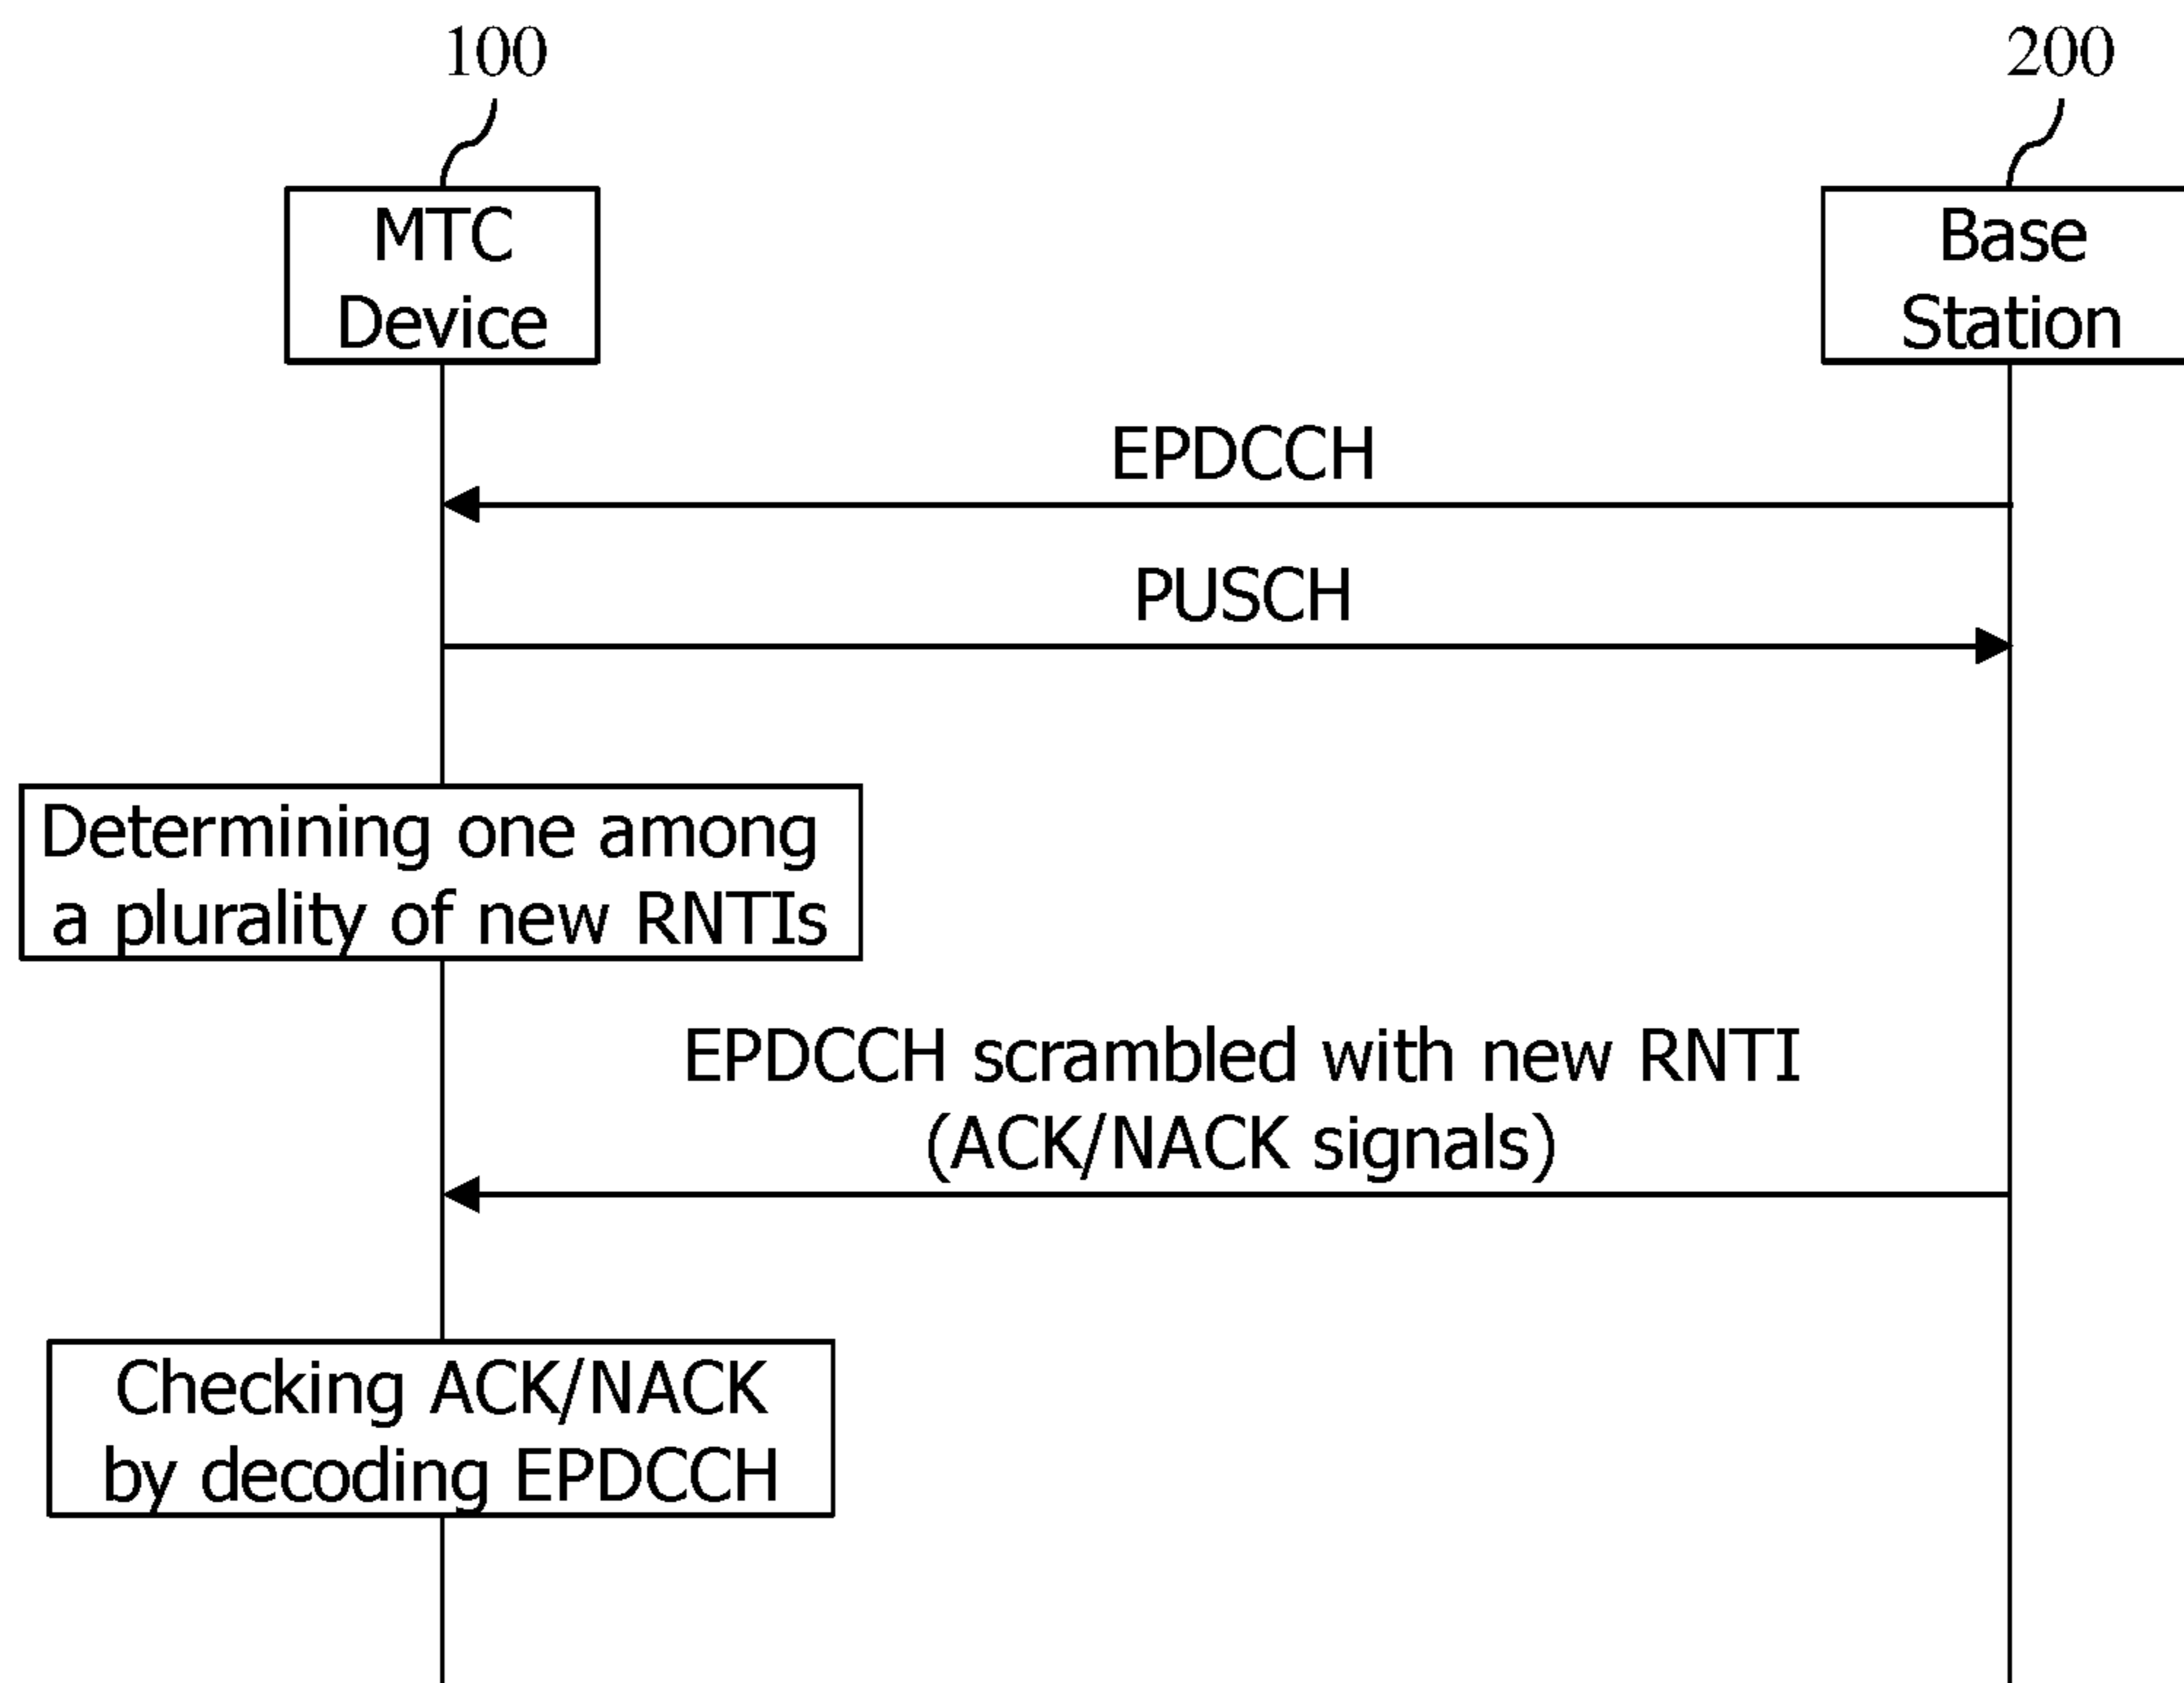 100
200
MTC
Device
Base
Station
EPDCCH
PUSCH
Determining one among
a plurality of new RNTIs
EPDCCH scrambled with new RNTI
(ACK/NACK signals)
Checking ACK/NACK
by decoding EPDCCH